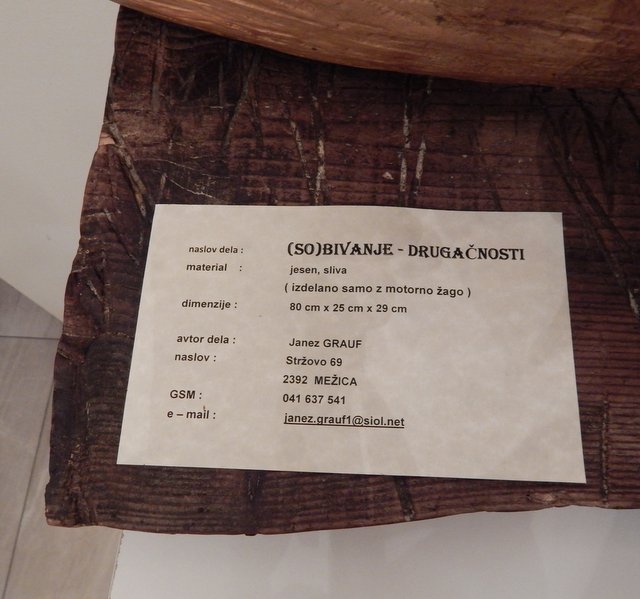 naslov dela : (SO)BIVANJE - DRUGAČNOSTI
material : jesen, sliva
( izdelano samo z motorno žago )
dimenzije : 80 cm x 25 cm x 29 cm
avtor dela : Janez GRAUF
naslov : Stržovo 69
2392 MEŽICA
GSM : 041 637 541
e – mail : janez.grauf1@siol.net